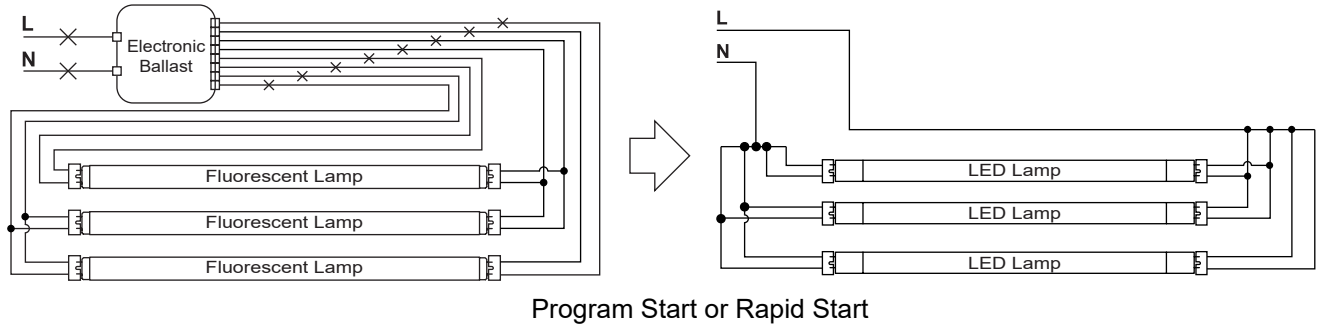 L
N
Electronic
Ballast
Fluorescent Lamp
Fluorescent Lamp
Fluorescent Lamp
L
N
LED Lamp
LED Lamp
LED Lamp
Program Start or Rapid Start